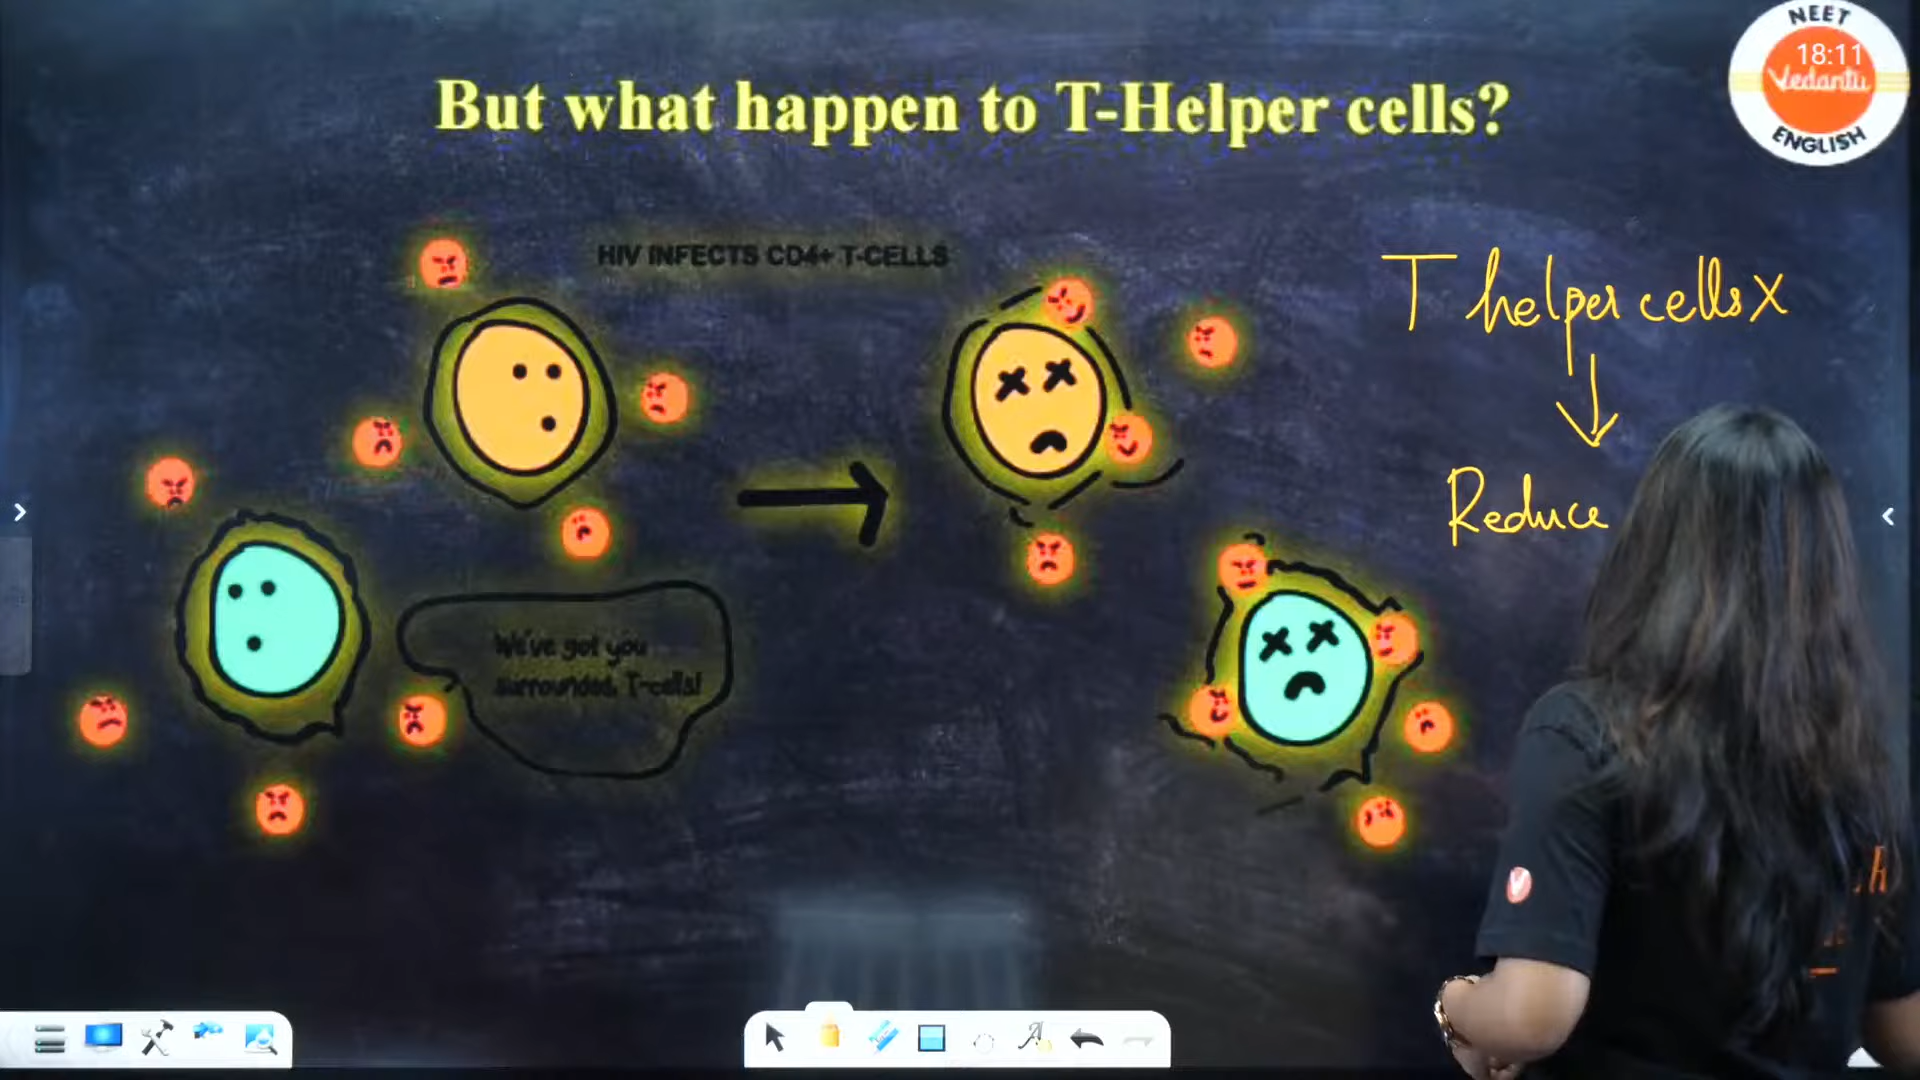 NEET
18:11
Vedantu
ENGLISH
But what happen to T-Helper cells?
HIV INFECTS CD4+ T-CELLS
T helper cells x
Reduce
We've got you
surrounded, T-cells!